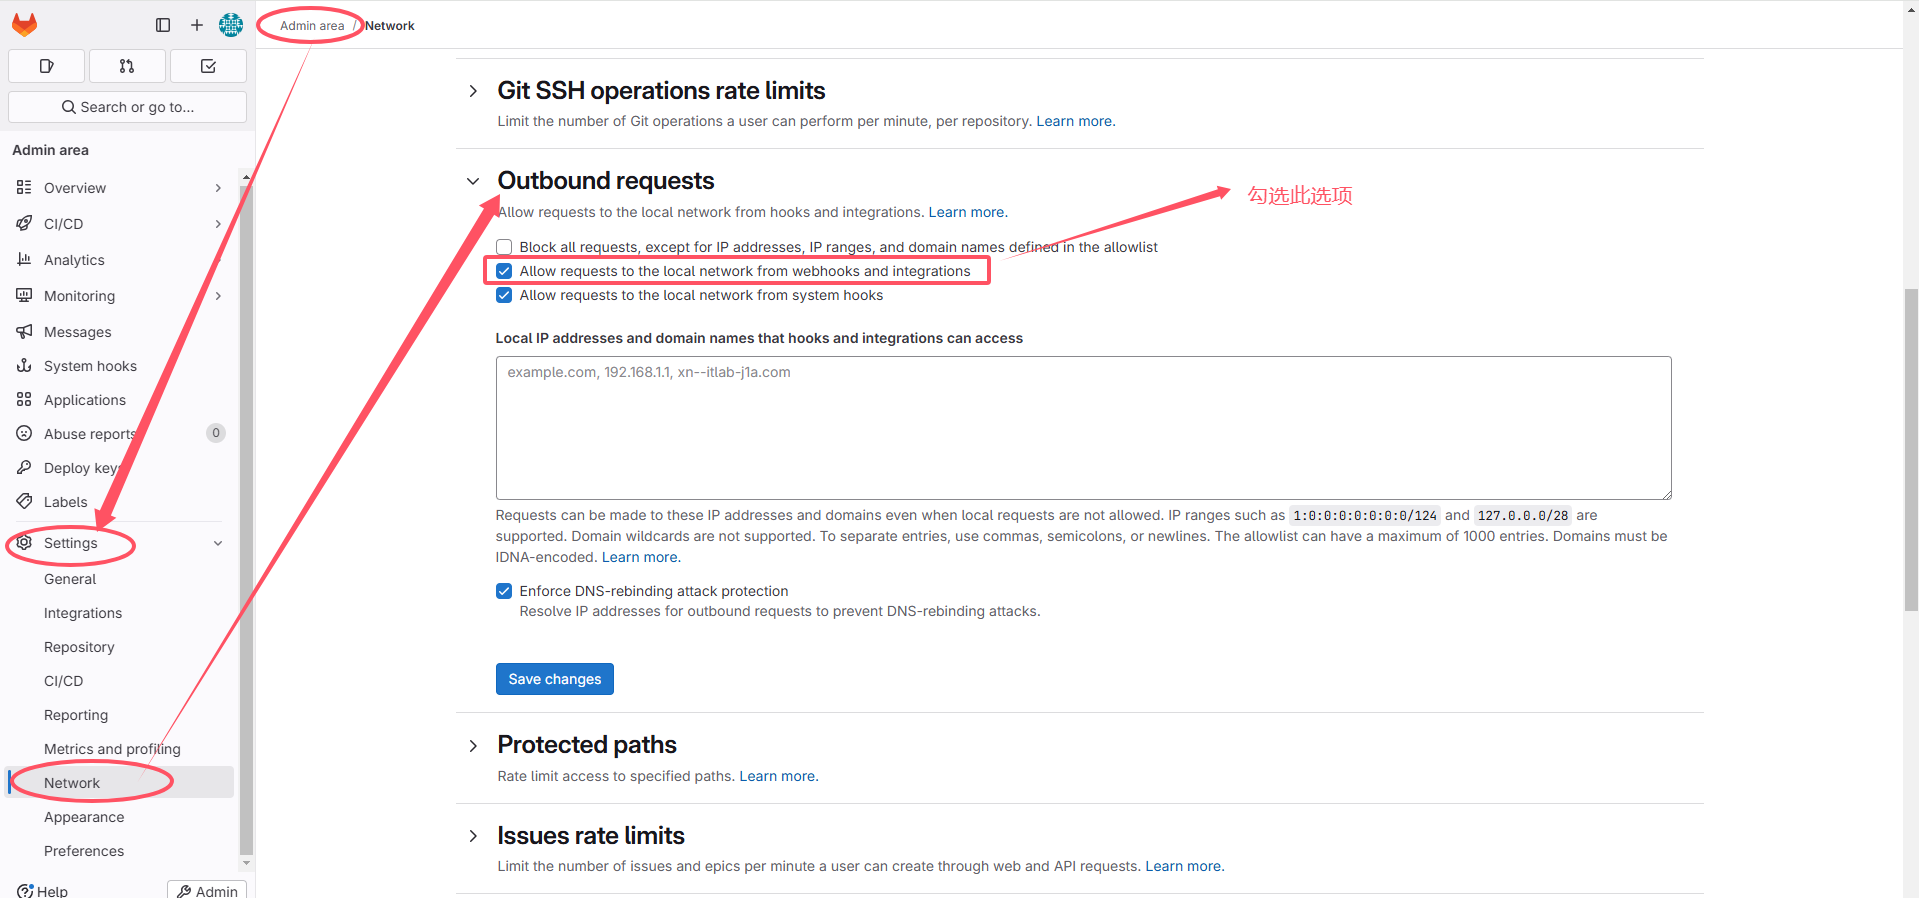 Admin area / Network
Search or go to...
Admin area
Overview
CI/CD
Analytics
Monitoring
Messages
System hooks
Applications
Abuse reports 0
Deploy keys
Labels
Settings
General
Integrations
Repository
CI/CD
Reporting
Metrics and profiling
Network
Appearance
Preferences
Help
Admin
Git SSH operations rate limits
Limit the number of Git operations a user can perform per minute, per repository. Learn more.
Outbound requests
Allow requests to the local network from hooks and integrations. Learn more.
勾选此选项
Block all requests, except for IP addresses, IP ranges, and domain names defined in the allowlist
Allow requests to the local network from webhooks and integrations
Allow requests to the local network from system hooks
Local IP addresses and domain names that hooks and integrations can access
example.com, 192.168.1.1, xn--itlab-j1a.com
Requests can be made to these IP addresses and domains even when local requests are not allowed. IP ranges such as 1:0:0:0:0:0:0:0/124 and 127.0.0.0/28 are
supported. Domain wildcards are not supported. To separate entries, use commas, semicolons, or newlines. The allowlist can have a maximum of 1000 entries. Domains must be
IDNA-encoded. Learn more.
Enforce DNS-rebinding attack protection
Resolve IP addresses for outbound requests to prevent DNS-rebinding attacks.
Save changes
Protected paths
Rate limit access to specified paths. Learn more.
Issues rate limits
Limit the number of issues and epics per minute a user can create through web and API requests. Learn more.